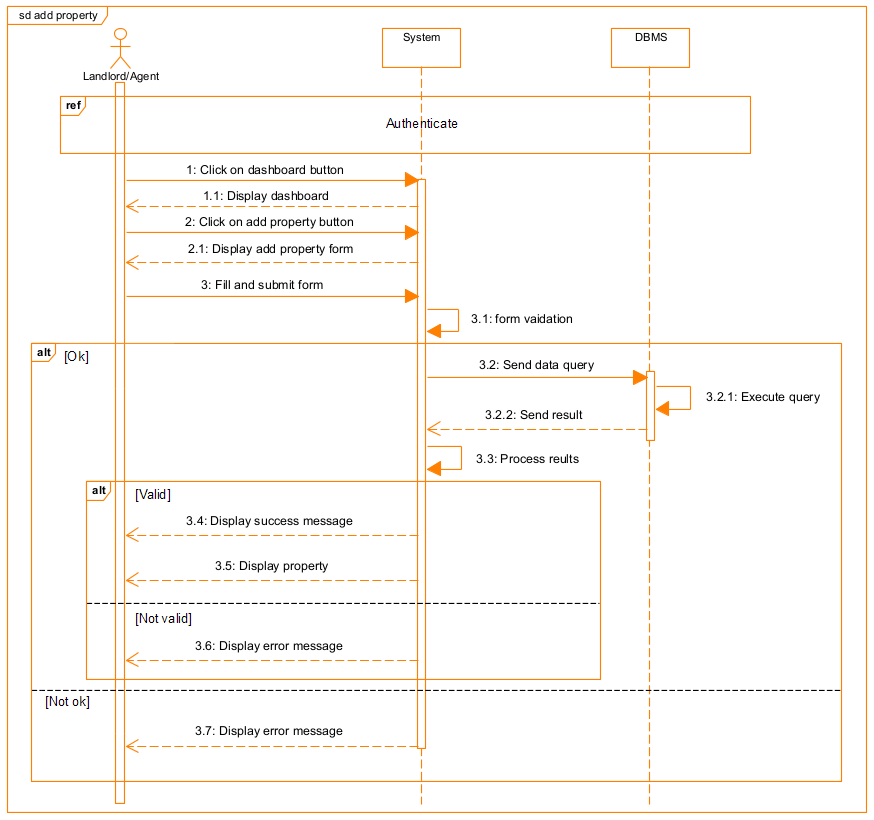 sd add property
System
DBMS
Landlord/Agent
ref
Authenticate
1: Click on dashboard button
1.1: Display dashboard
2: Click on add property button
2.1: Display add property form
3: Fill and submit form
3.1: form vaidation
alt
[Ok]
3.2: Send data query
3.2.1: Execute query
3.2.2: Send result
3.3: Process reults
alt
[Valid]
3.4: Display success message
3.5: Display property
[Not valid]
3.6: Display error message
[Not ok]
3.7: Display error message